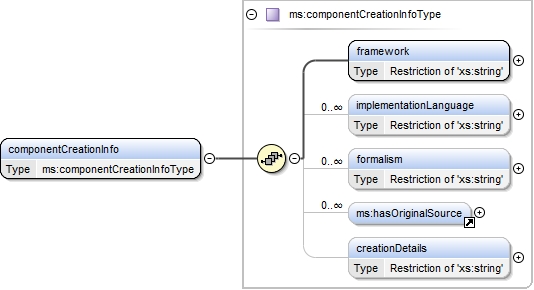 ms:componentCreationInfoType
framework
Type Restriction of 'xs:string'
0..∞
implementationLanguage
Type Restriction of 'xs:string'
componentCreationInfo
Type ms:componentCreationInfoType
0..∞
formalism
Type Restriction of 'xs:string'
0..∞
ms:hasOriginalSource
creationDetails
Type Restriction of 'xs:string'